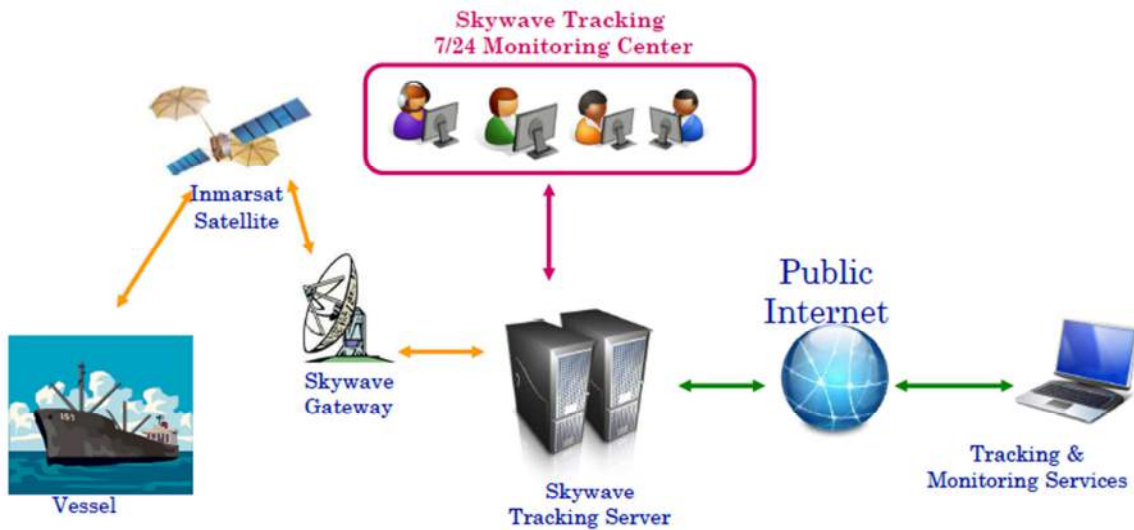 Skywave Tracking
7/24 Monitoring Center
Inmarsat
Satellite
Public
Internet
Skywave
Gateway
151
Vessel
Skywave
Tracking Server
Tracking &
Monitoring Services